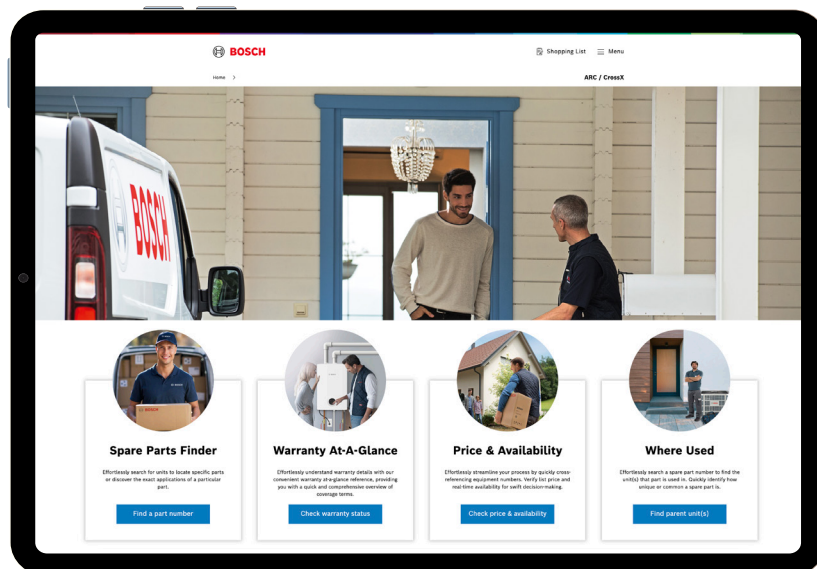 BOSCH
Shopping List
Menu
Home >
ARC / CrossX
BOSCH
BOSCH
Spare Parts Finder
Warranty At-A-Glance
Price & Availability
Where Used
Effortlessly search for units to locate specific parts
or discover the exact applications of a particular
part.
Effortlessly understand warranty details with our
convenient warranty at-a-glance reference, providing
you with a quick and comprehensive overview of
coverage terms.
Effortlessly streamline your process by quickly cross-
referencing equipment numbers. Verify list price and
real-time availability for swift decision-making.
Effortlessly search a spare part number to find the
unit(s) that part is used in. Quickly identify how
unique or common a spare part is.
Find a part number
Check warranty status
Check price & availability
Find parent unit(s)